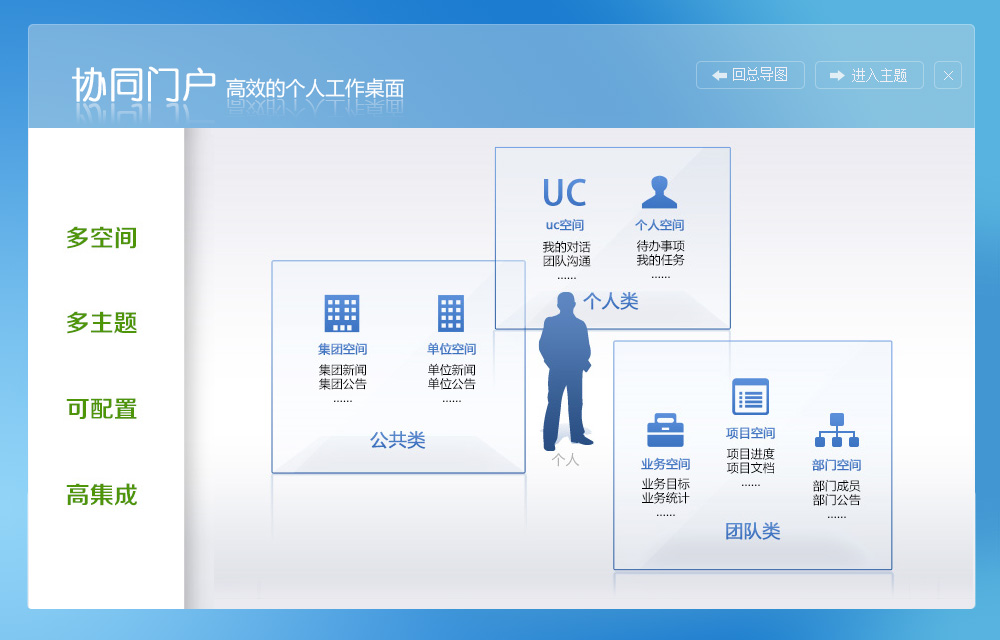 协同门户 高效的个人工作桌面
回总导图
进入主题
多空间
多主题
可配置
高集成
UC
uc空间
我的对话
团队沟通
......
个人空间
待办事项
我的任务
......
个人类
集团空间
集团新闻
集团公告
......
单位空间
单位新闻
单位公告
......
公共类
个人
业务空间
业务目标
业务统计
......
项目空间
项目进度
项目文档
......
部门空间
部门成员
部门公告
......
团队类